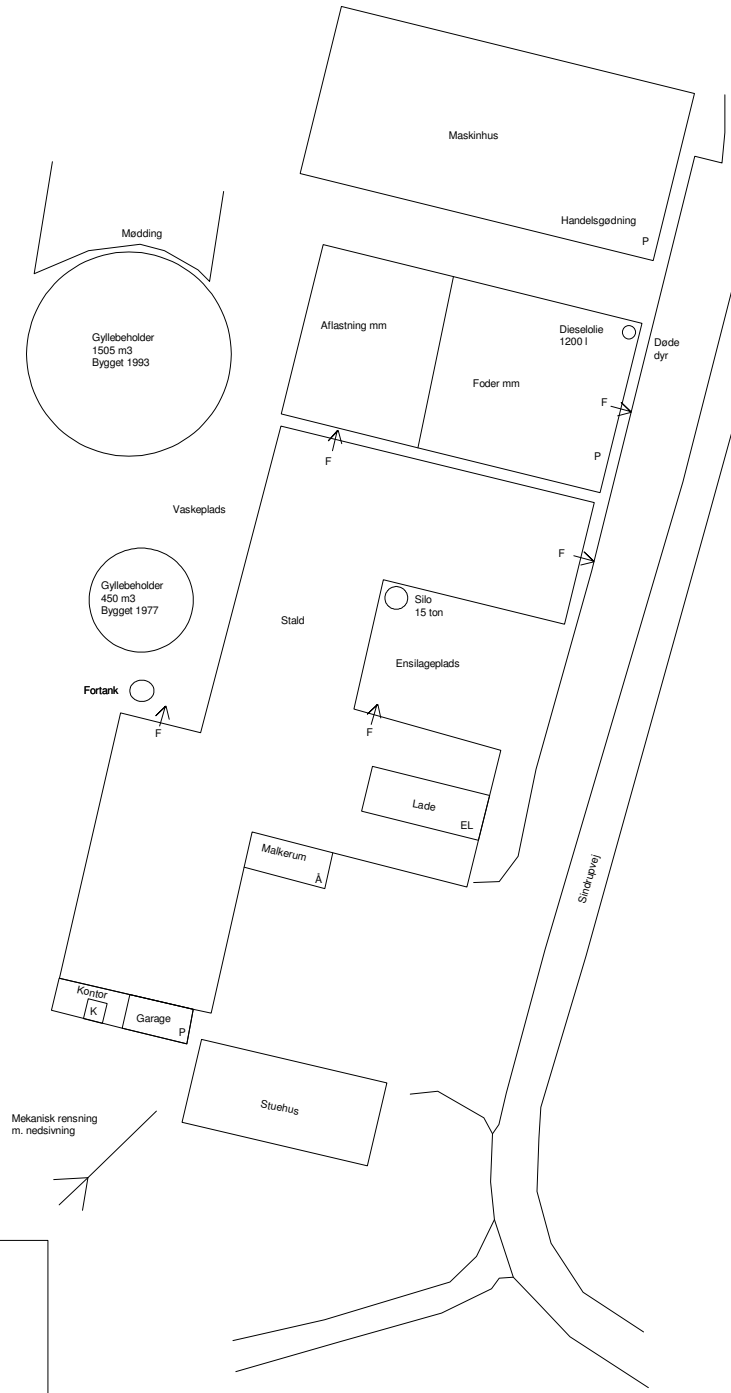 Maskinhus
Handelsgødning
P
Mødding
Aflastning mm
Dieselolie
1200 l
Døde
dyr
Gyllebeholder
1505 m3
Bygget 1993
Foder mm
F
P
F
Vaskeplads
F
Gyllebeholder
450 m3
Bygget 1977
Silo
15 ton
Stald
Ensilageplads
Fortank
F
F
Lade
EL
Malkerum
Å
Sindrupvej
Kontor
K
Garage
P
Stuehus
Mekanisk rensning
m. nedsivning